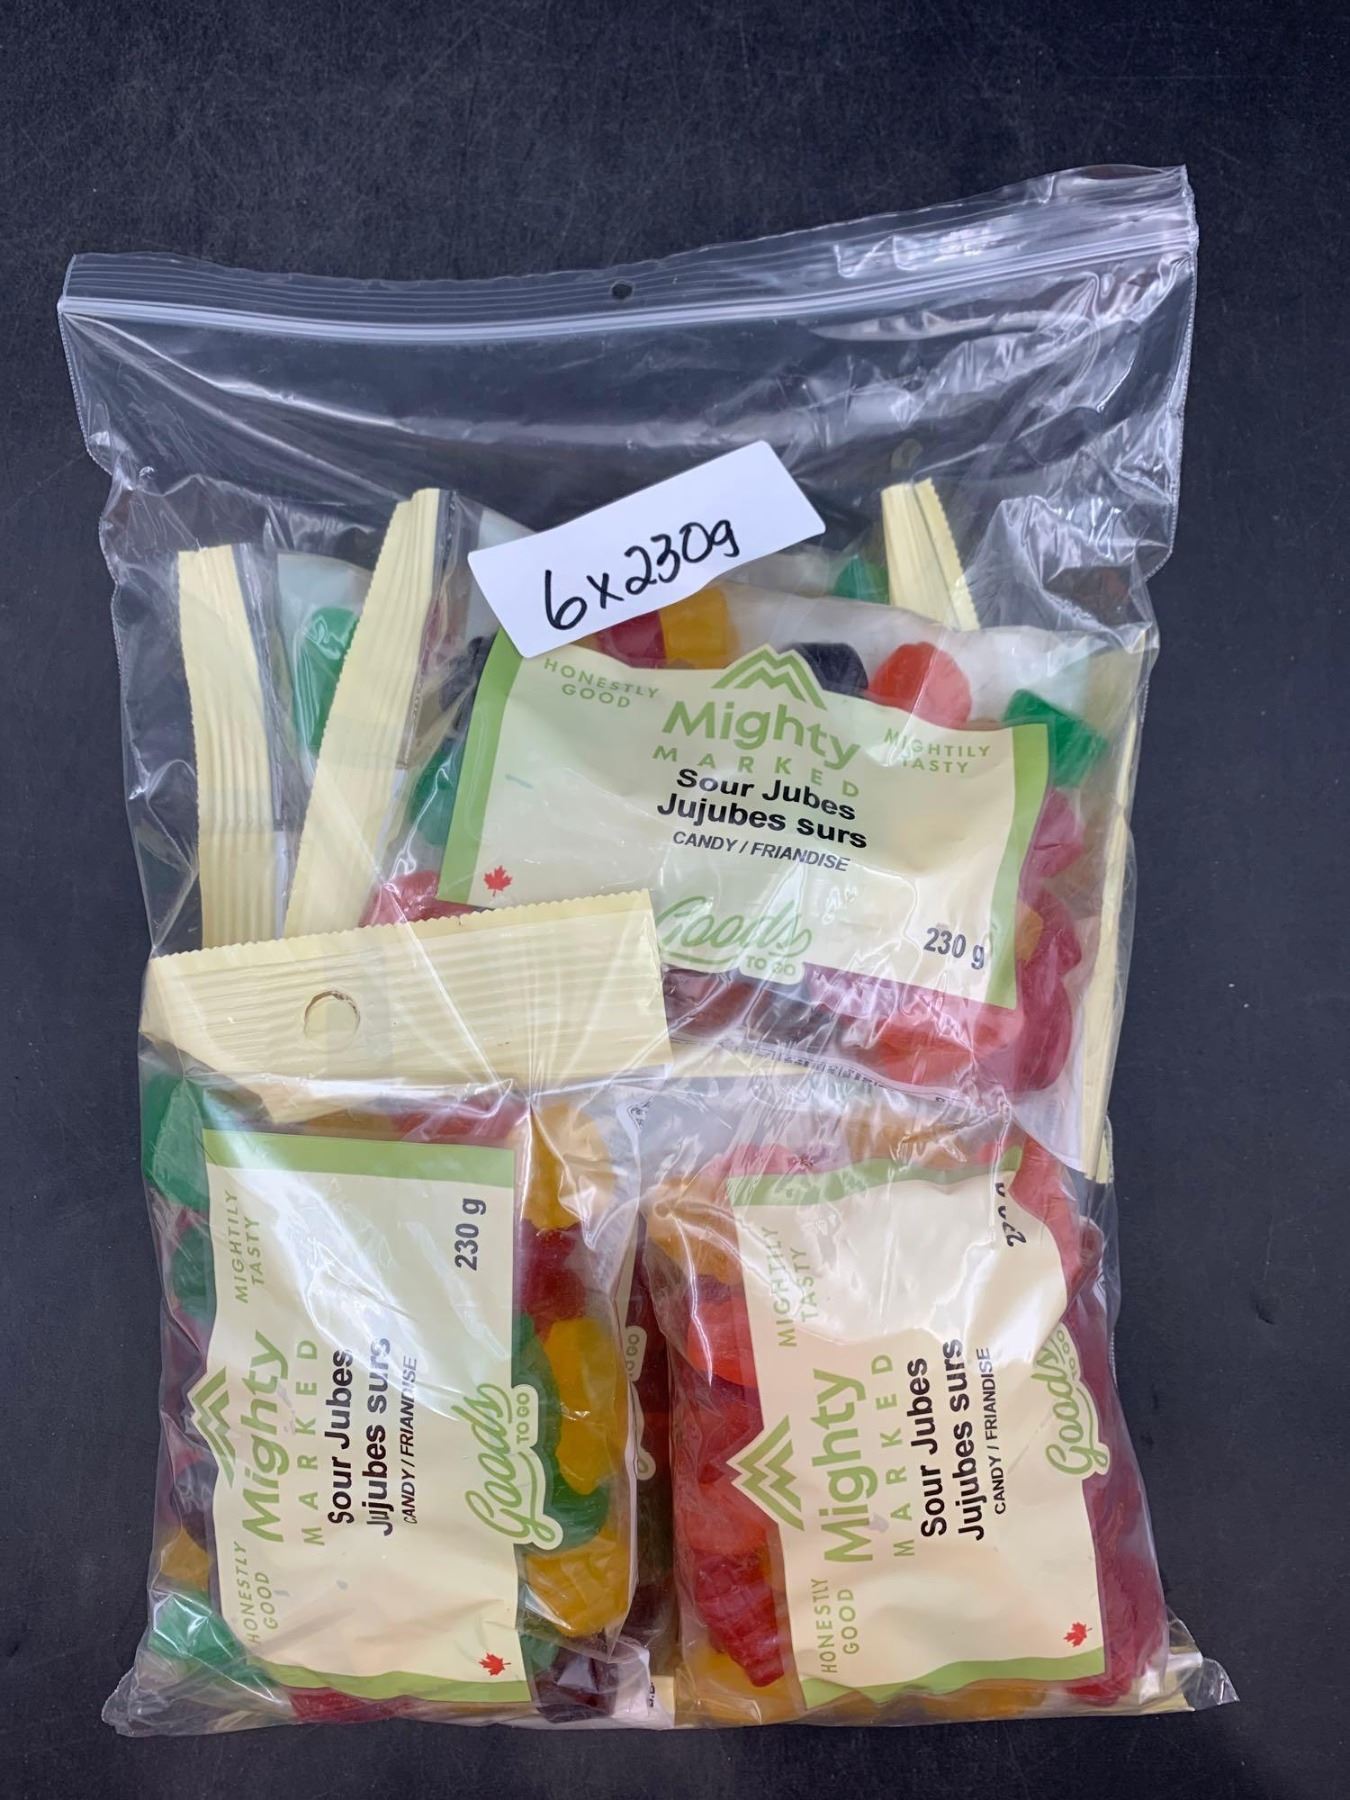 6x230g
HONESTLY
GOOD
Mighty
MARKED
MIGHTILY
TASTY
Sour Jubes
Jujubes surs
CANDY / FRIANDISE
Goods
TO GO
230 g
MIGHTILY
TASTY
230 g
Mighty
MARKED
Sour Jubes
Jujubes surs
CANDY / FRIANDISE
Goods
TO GO
HONESTLY
GOOD
MIGHTILY
TASTY
Mighty
MARKED
Sour Jubes
Jujubes surs
CANDY / FRIANDISE
Goods
TO GO
HONESTLY
GOOD